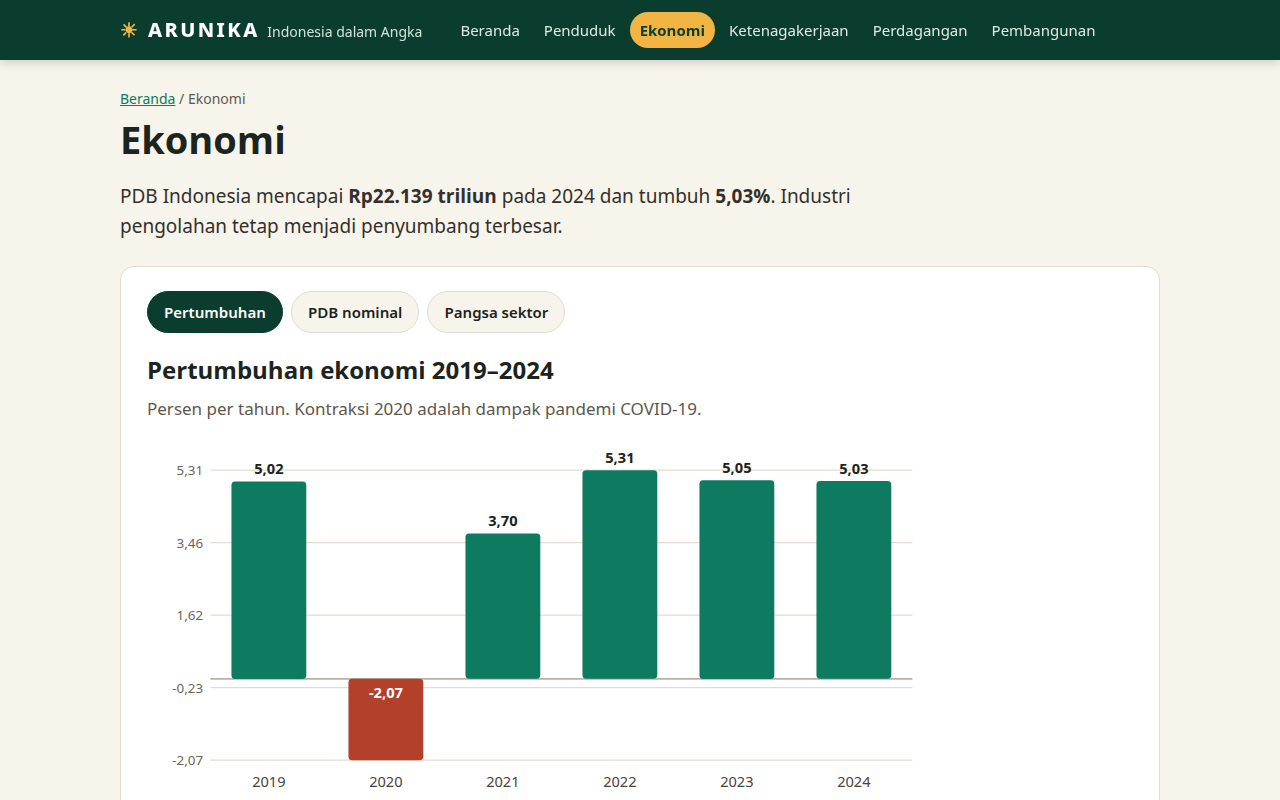 ARUNIKA Indonesia dalam Angka Beranda Penduduk Ekonomi Ketenagakerjaan Perdagangan Pembangunan
Beranda / Ekonomi
Ekonomi
PDB Indonesia mencapai Rp22.139 triliun pada 2024 dan tumbuh 5,03%. Industri
pengolahan tetap menjadi penyumbang terbesar.
Pertumbuhan PDB nominal Pangsa sektor
Pertumbuhan ekonomi 2019–2024
Persen per tahun. Kontraksi 2020 adalah dampak pandemi COVID-19.
5,31
3,46
1,62
-0,23
-2,07
5,02
-2,07
3,70
5,31
5,05
5,03
2019 2020 2021 2022 2023 2024